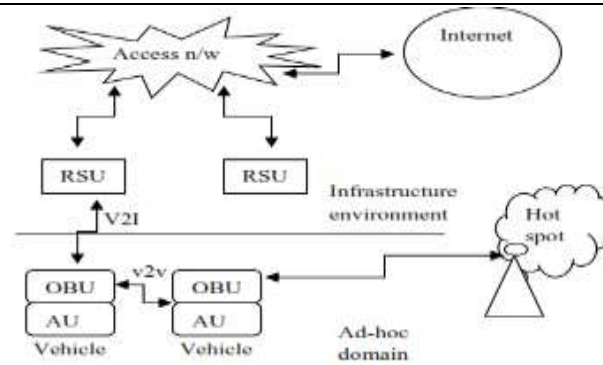 Access n/w
Internet
RSU
RSU
V2I
Infrastructure
environment
Hot
spot
v2v
OBU
OBU
AU
AU
Vehicle
Vehicle
Ad-hoc
domain